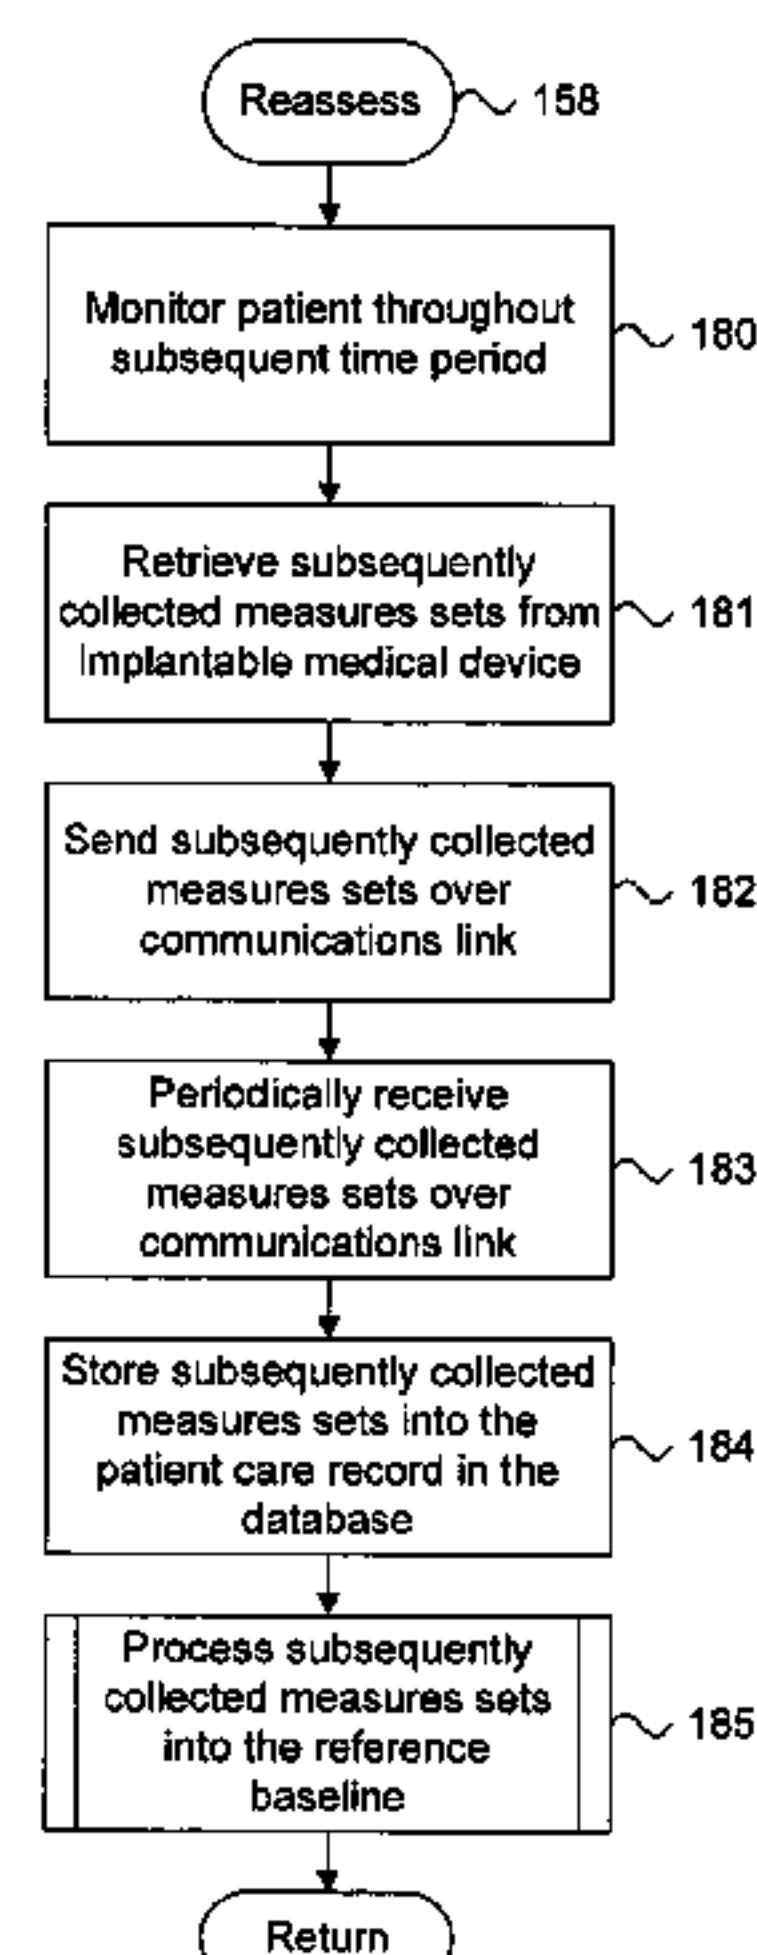 Reassess 158
Monitor patient throughout
subsequent time period
180
Retrieve subsequently
collected measures sets from
Implantable medical device
181
Send subsequently collected
measures sets over
communications link
182
Periodically receive
subsequently collected
measures sets over
communications link
183
Store subsequently collected
measures sets into the
patient care record in the
database
184
Process subsequently
collected measures sets
into the reference
baseline
185
Return